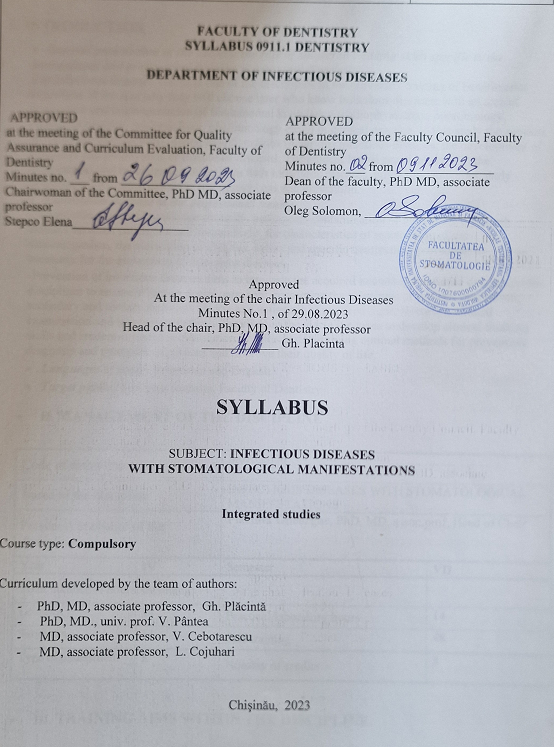 FACULTY OF DENTISTRY
SYLLABUS 0911.1 DENTISTRY
DEPARTMENT OF INFECTIOUS DISEASES
APPROVED
at the meeting of the Committee for Quality
Assurance and Curriculum Evaluation, Faculty of
Dentistry
Minutes no. 1 from 26 09 2023
Chairwoman of the Committee, PhD MD, associate
professor
Stepco Elena
APPROVED
at the meeting of the Faculty Council, Faculty
of Dentistry
Minutes no. 02 from 09 11 2023
Dean of the faculty, PhD MD, associate
professor
Oleg Solomon,
FACULTATEA
DE
STOMATOLOGIE
Approved
At the meeting of the chair Infectious Diseases
Minutes No.1 , of 29.08.2023
Head of the chair, PhD, MD, associate professor
Gh. Placinta
SYLLABUS
SUBJECT: INFECTIOUS DISEASES
WITH STOMATOLOGICAL MANIFESTATIONS
Integrated studies
Course type: Compulsory
Curriculum developed by the team of authors:
- PhD, MD, associate professor, Gh. Plăcintă
- PhD, MD., univ. prof. V. Pântea
- MD, associate professor, V. Cebotarescu
- MD, associate professor, L. Cojuhari
Chişinău, 2023